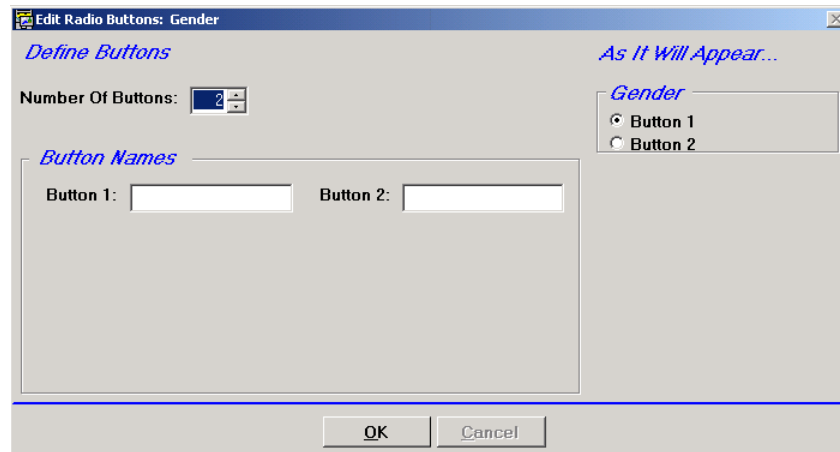 Edit Radio Buttons: Gender
Define Buttons
Number Of Buttons: 2
Button Names
Button 1:
Button 2:
As It Will Appear...
Gender
Button 1
Button 2
OK
Cancel